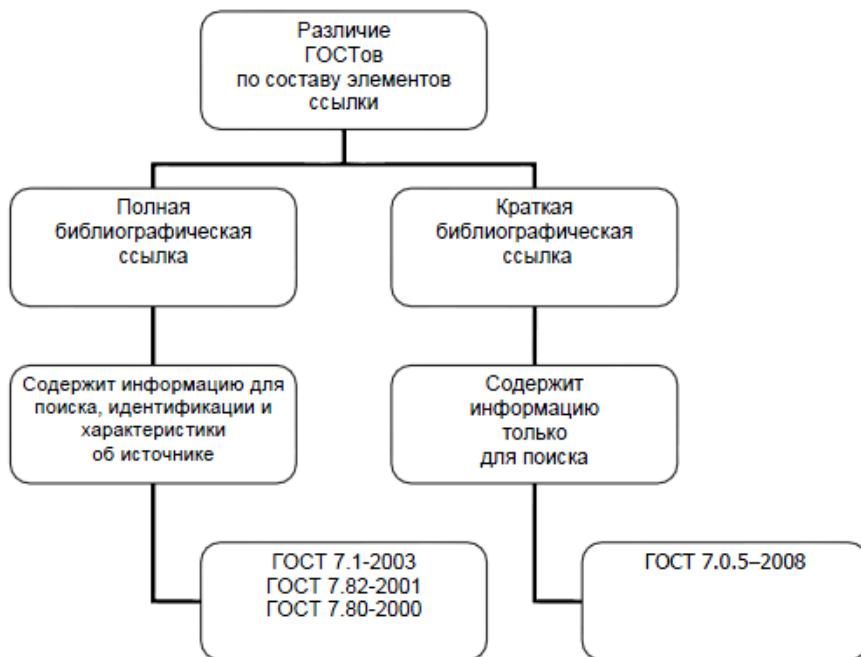 Различие
ГОСТов
по составу элементов
ссылки
Полная
библиографическая
ссылка
Краткая
библиографическая
ссылка
Содержит информацию для
поиска, идентификации и
характеристики
об источнике
Содержит
информацию
только
для поиска
ГОСТ 7.1-2003
ГОСТ 7.82-2001
ГОСТ 7.80-2000
ГОСТ 7.0.5–2008